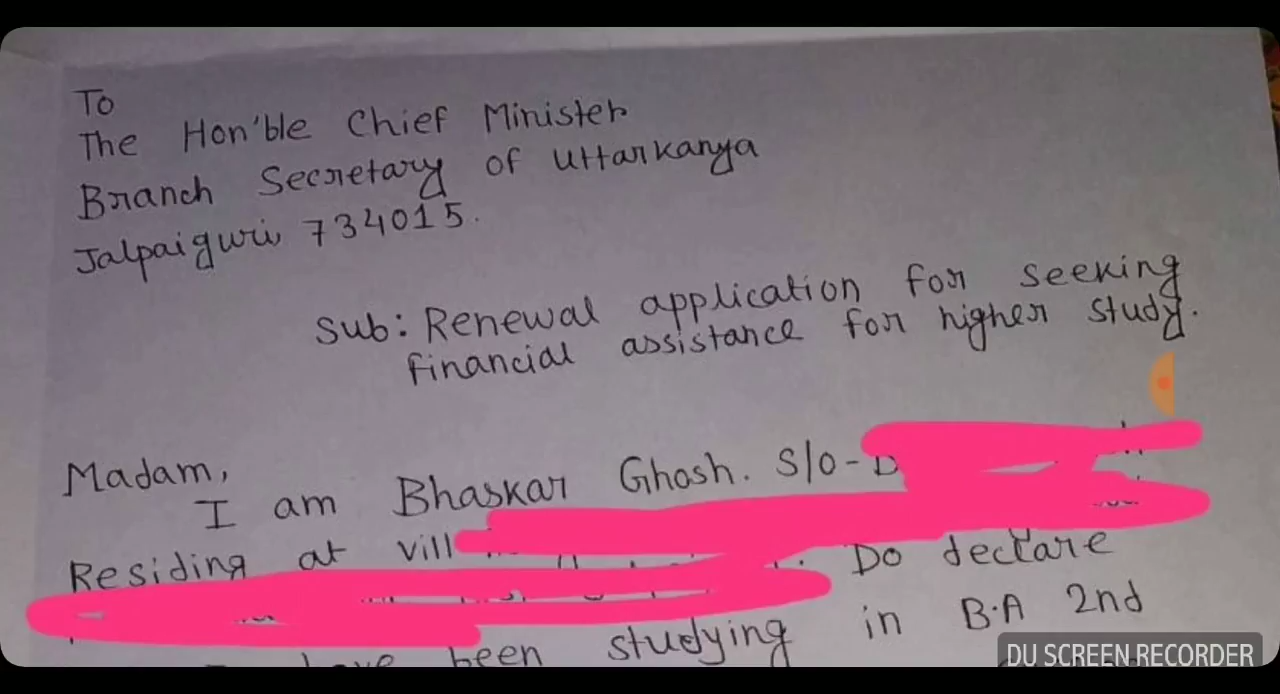 To
The Hon'ble Chief Minister
Branch Secretary of Uttarkanya
Jalpaiguri, 734015.
Sub: Renewal application for seeking
financial assistance for higher study.
Madam,
I am Bhaskar Ghosh. S/O-
Residing at vill
Do declare
have been studying in B.A 2nd
DU SCREEN RECORDER